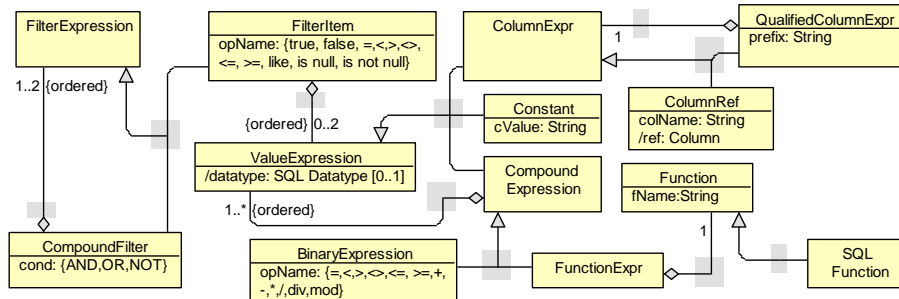 FilterExpression
FilterItem
opName: {true, false, =,<,>,<>,
<=, >=, like, is null, is not null}
ColumnExpr
QualifiedColumnExpr
prefix: String
1
1..2 {ordered}
{ordered} 0..2
Constant
cValue: String
ColumnRef
colName: String
/ref: Column
ValueExpression
/datatype: SQL Datatype [0..1]
Compound
Expression
Function
fName:String
1..* {ordered}
1
CompoundFilter
cond: {AND,OR,NOT}
BinaryExpression
opName: {=,<,>,<>,<=, >=,+,
-,*,/,div,mod}
FunctionExpr
SQL
Function